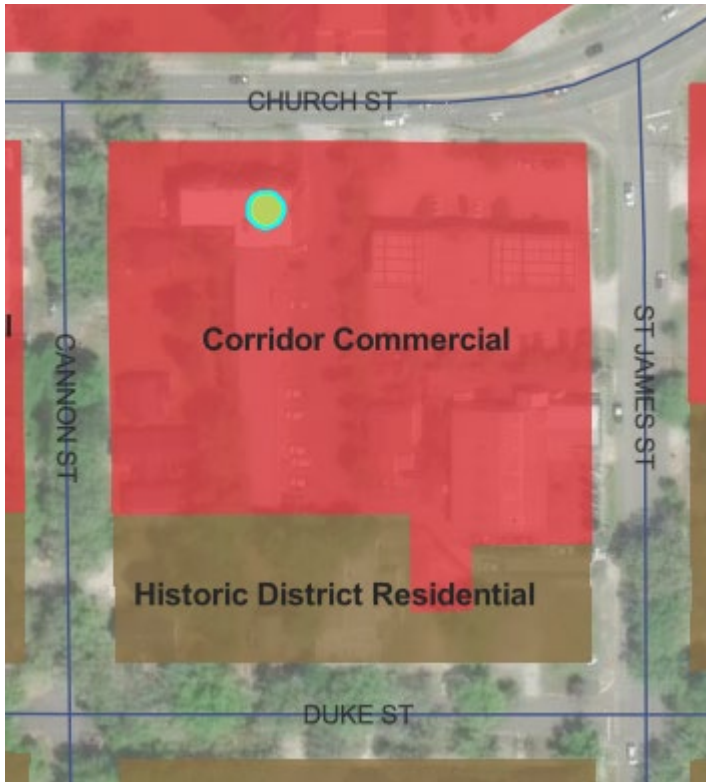 CHURCH ST
Corridor Commercial
CANNON ST
ST JAMES ST
Historic District Residential
DUKE ST